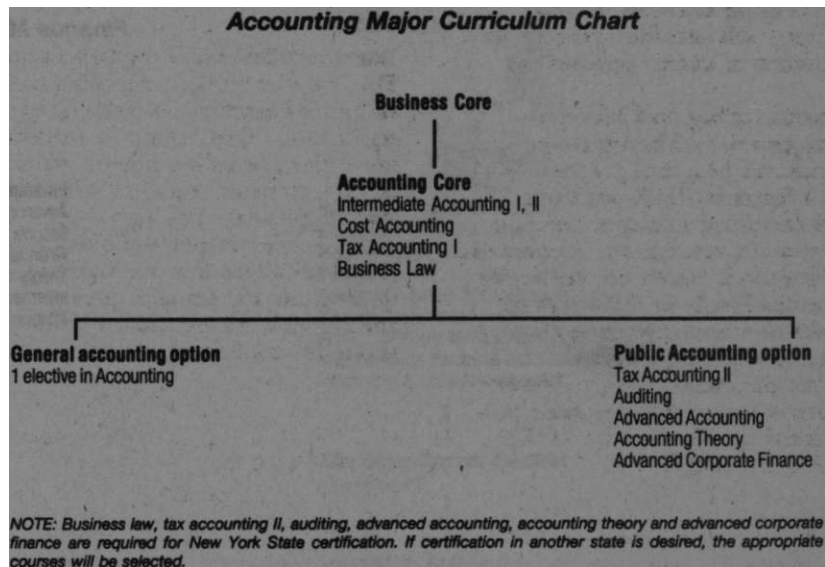 Accounting Major Curriculum Chart
Business Core
Accounting Core
Intermediate Accounting I, II
Cost Accounting
Tax Accounting I
Business Law
General accounting option
1 elective in Accounting
Public Accounting option
Tax Accounting II
Auditing
Advanced Accounting
Accounting Theory
Advanced Corporate Finance
NOTE: Business law, tax accounting II, auditing, advanced accounting, accounting theory and advanced corporate
finance are required for New York State certification. If certification in another state is desired, the appropriate
courses will be selected.